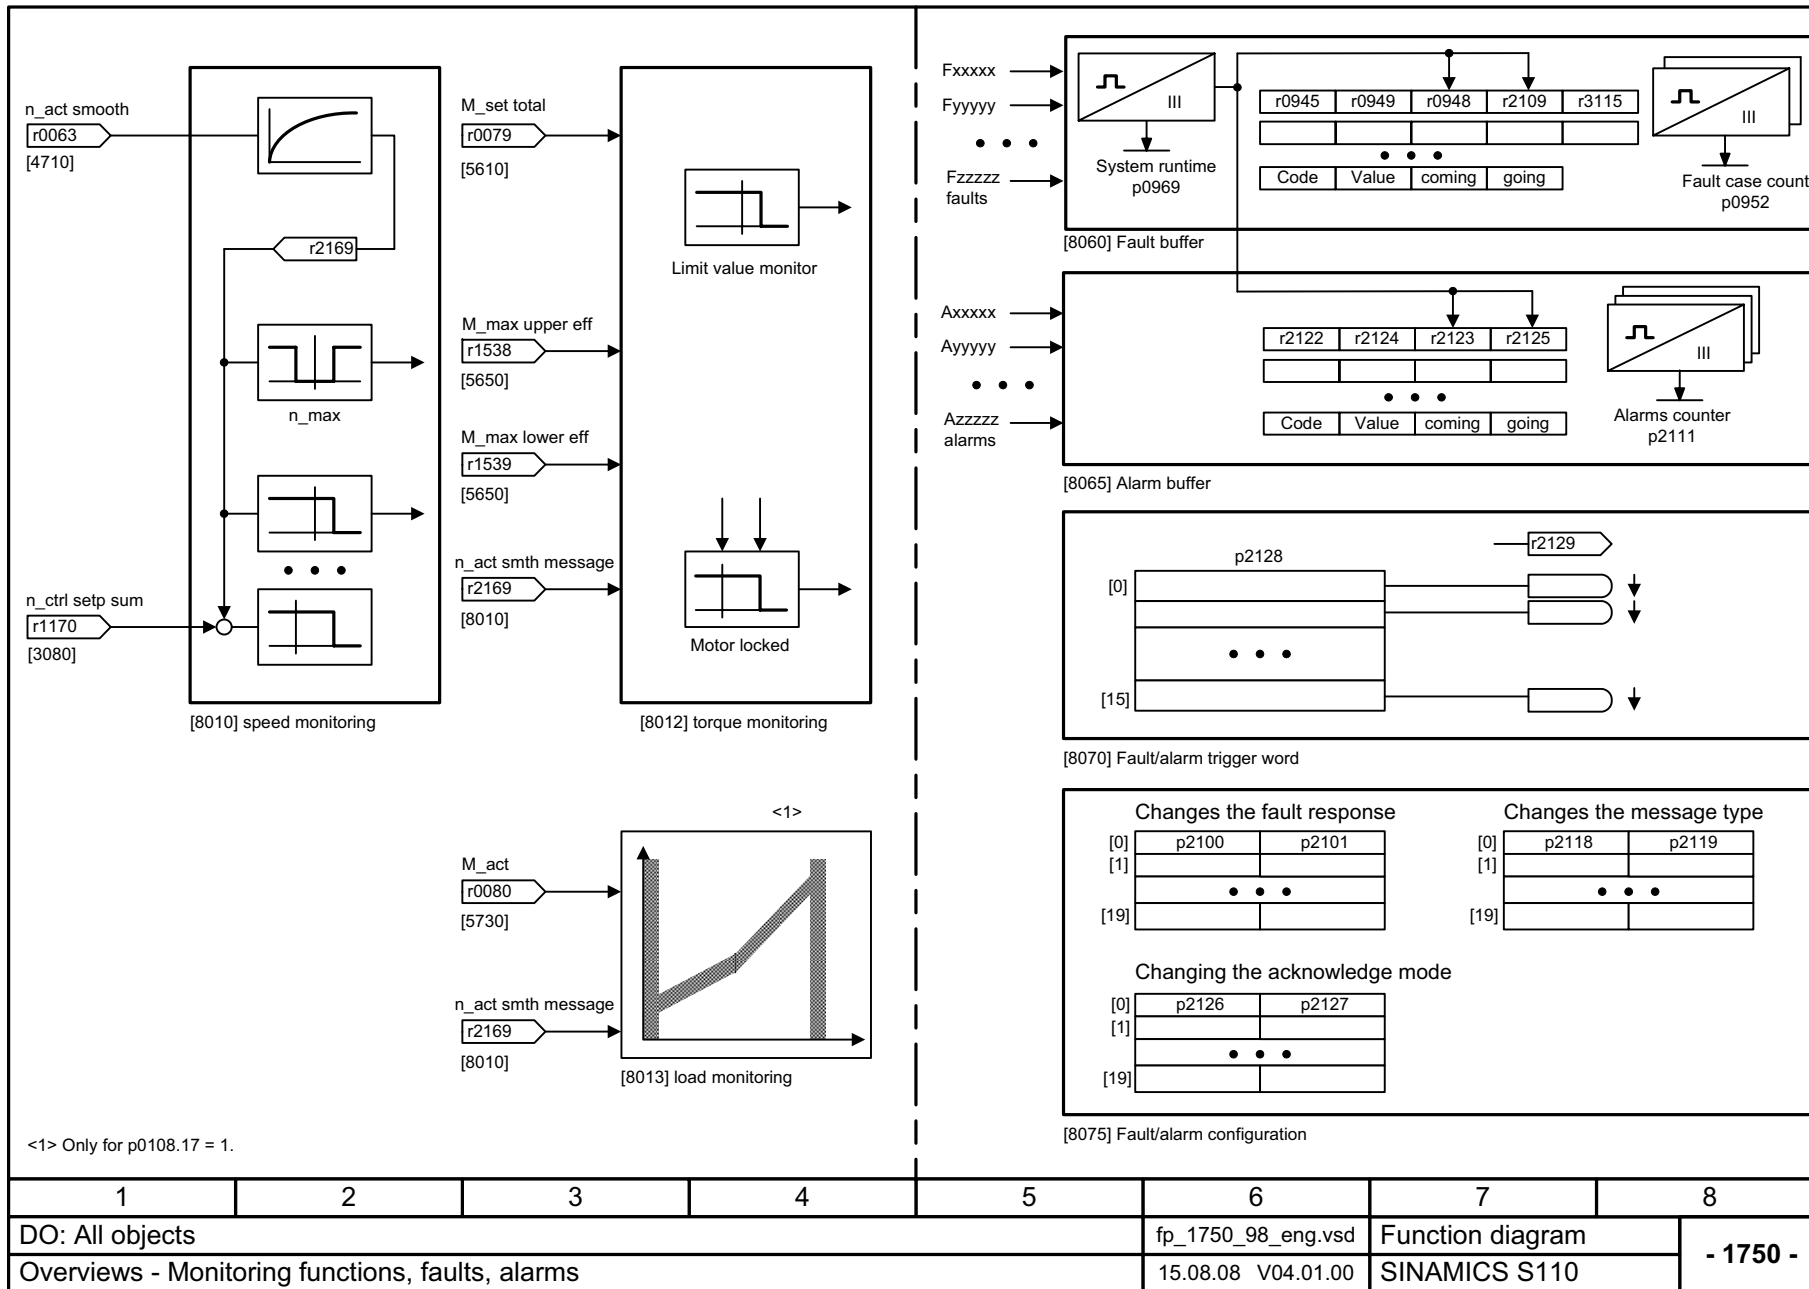 n_act smooth
r0063
[4710]
r2169
n_max
n_ctrl setp sum
r1170
[3080]
[8010] speed monitoring
M_set total
r0079
[5610]
Limit value monitor
M_max upper eff
r1538
[5650]
M_max lower eff
r1539
[5650]
n_act smth message
r2169
[8010]
Motor locked
[8012] torque monitoring
<1>
M_act
r0080
[5730]
n_act smth message
r2169
[8010]
[8013] load monitoring
<1> Only for p0108.17 = 1.
Fxxxxx
Fyyyyy
Fzzzzz
faults
III
System runtime
p0969
r0945 r0949 r0948 r2109 r3115
Code Value coming going
III
Fault case count
p0952
[8060] Fault buffer
Axxxxx
Ayyyyy
Azzzzz
alarms
r2122 r2124 r2123 r2125
Code Value coming going
III
Alarms counter
p2111
[8065] Alarm buffer
p2128
r2129
[0]
[15]
[8070] Fault/alarm trigger word
Changes the fault response
[0] p2100 p2101
[1]
[19]
Changes the message type
[0] p2118 p2119
[1]
[19]
Changing the acknowledge mode
[0] p2126 p2127
[1]
[19]
[8075] Fault/alarm configuration
1 2 3 4 5 6 7 8
DO: All objects
fp_1750_98_eng.vsd
Function diagram
- 1750 -
Overviews - Monitoring functions, faults, alarms
15.08.08 V04.01.00
SINAMICS S110